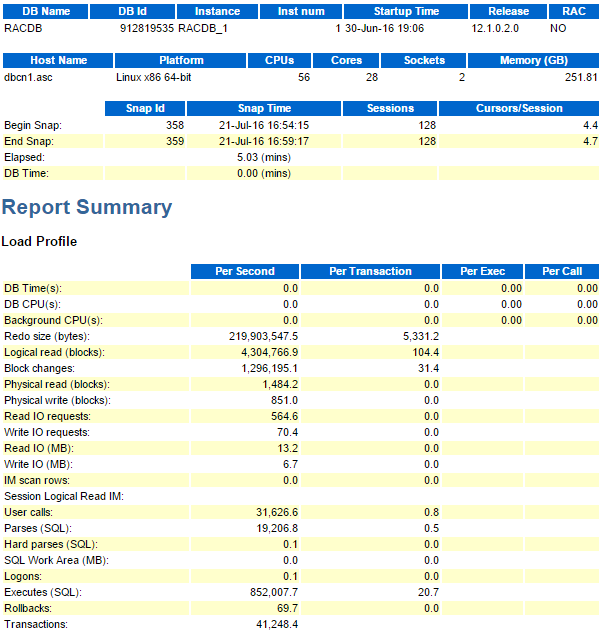 DB Name DB Id Instance Inst num Startup Time Release RAC
RACDB 912819535 RACDB_1 1 30-Jun-16 19:06 12.1.0.2.0 NO
Host Name Platform CPUs Cores Sockets Memory (GB)
dbcn1.asc Linux x86 64-bit 56 28 2 251.81
Snap Id Snap Time Sessions Cursors/Session
Begin Snap: 358 21-Jul-16 16:54:15 128 4.4
End Snap: 359 21-Jul-16 16:59:17 128 4.7
Elapsed: 5.03 (mins)
DB Time: 0.00 (mins)
Report Summary
Load Profile
Per Second Per Transaction Per Exec Per Call
DB Time(s): 0.0 0.0 0.00 0.00
DB CPU(s): 0.0 0.0 0.00 0.00
Background CPU(s): 0.0 0.0 0.00 0.00
Redo size (bytes): 219,903,547.5 5,331.2
Logical read (blocks): 4,304,766.9 104.4
Block changes: 1,296,195.1 31.4
Physical read (blocks): 1,484.2 0.0
Physical write (blocks): 851.0 0.0
Read IO requests: 564.6 0.0
Write IO requests: 70.4 0.0
Read IO (MB): 13.2 0.0
Write IO (MB): 6.7 0.0
IM scan rows: 0.0 0.0
Session Logical Read IM:
User calls: 31,626.6 0.8
Parses (SQL): 19,206.8 0.5
Hard parses (SQL): 0.1 0.0
SQL Work Area (MB): 0.0 0.0
Logons: 0.1 0.0
Executes (SQL): 852,007.7 20.7
Rollbacks: 69.7 0.0
Transactions: 41,248.4